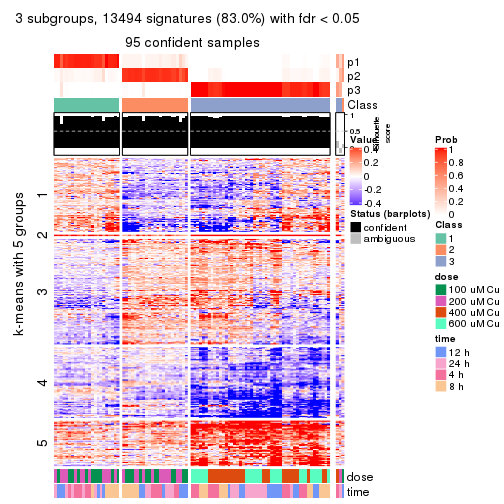 3 subgroups, 13494 signatures (83.0%) with fdr < 0.05
95 confident samples
p1
p2
p3
Class
1
0.5
0
Silhouette
score
k-means with 5 groups
1
2
3
4
5
dose
time
Value
0.4
0.2
0
-0.2
-0.4
Status (barplots)
confident
ambiguous
Prob
1
0.8
0.6
0.4
0.2
0
Class
1
2
3
dose
100 uM Cu
200 uM Cu
400 uM Cu
600 uM Cu
time
12 h
24 h
4 h
8 h